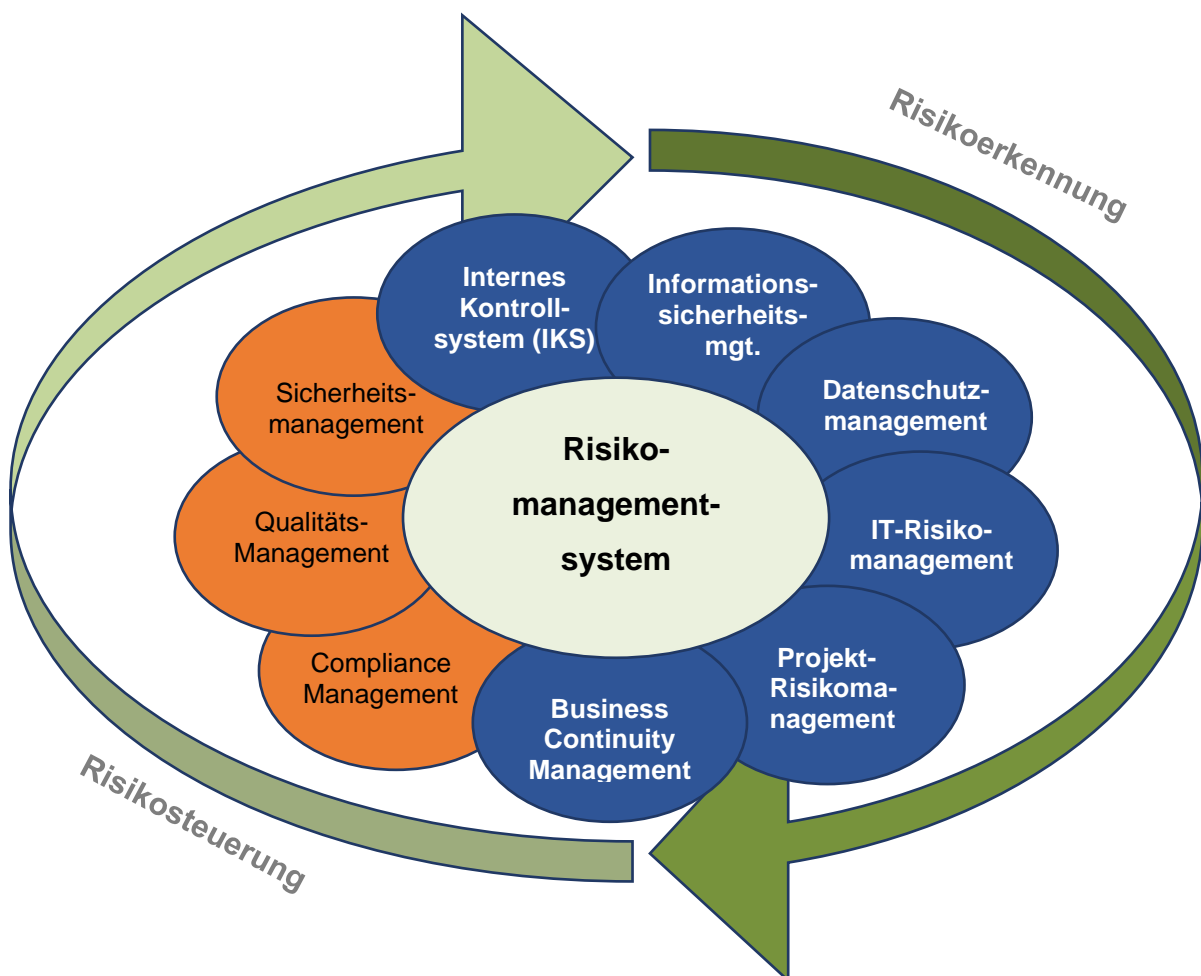 Risikoerkennung
Internes
Kontroll-
system (IKS)
Informations-
sicherheits-
mgt.
Datenschutz-
management
IT-Risiko-
management
Projekt-
Risikoma-
nagement
Business
Continuity
Management
Compliance
Management
Qualitäts-
Management
Sicherheits-
management
Risiko-
management-
system
Risikosteuerung